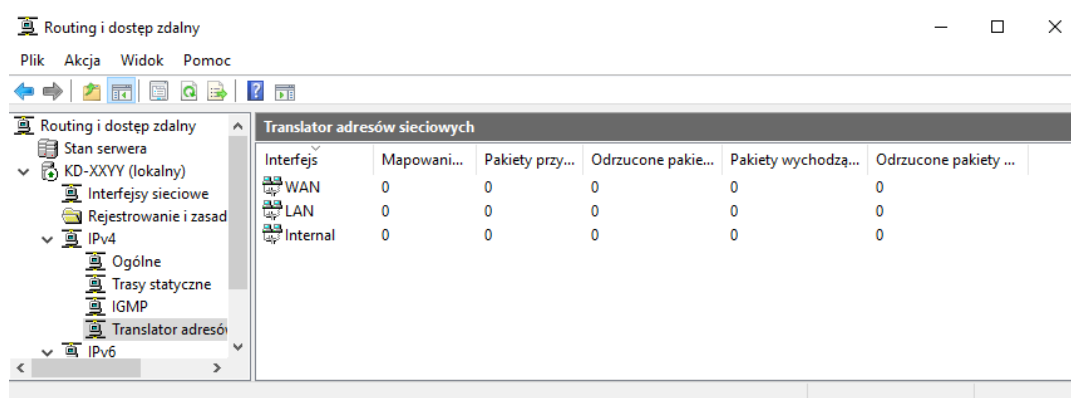 Routing i dostęp zdalny
Plik Akcja Widok Pomoc
Routing i dostęp zdalny
Stan serwera
KD-XXYY (lokalny)
Interfejsy sieciowe
Rejestrowanie i zasad
IPv4
Ogólne
Trasy statyczne
IGMP
Translator adresóv
IPv6
Translator adresów sieciowych
Interfejs Mapowani... Pakiety przy... Odrzucone pakie... Pakiety wychodzą... Odrzucone pakiety ...
WAN 0 0 0 0 0
LAN 0 0 0 0 0
Internal 0 0 0 0 0